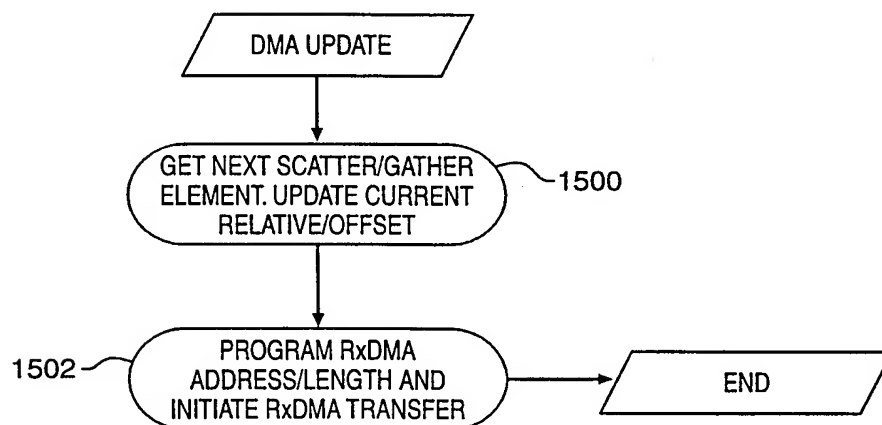 DMA UPDATE
GET NEXT SCATTER/GATHER
ELEMENT. UPDATE CURRENT
RELATIVE/OFFSET
1500
1502
PROGRAM RxDMA
ADDRESS/LENGTH AND
INITIATE RxDMA TRANSFER
END